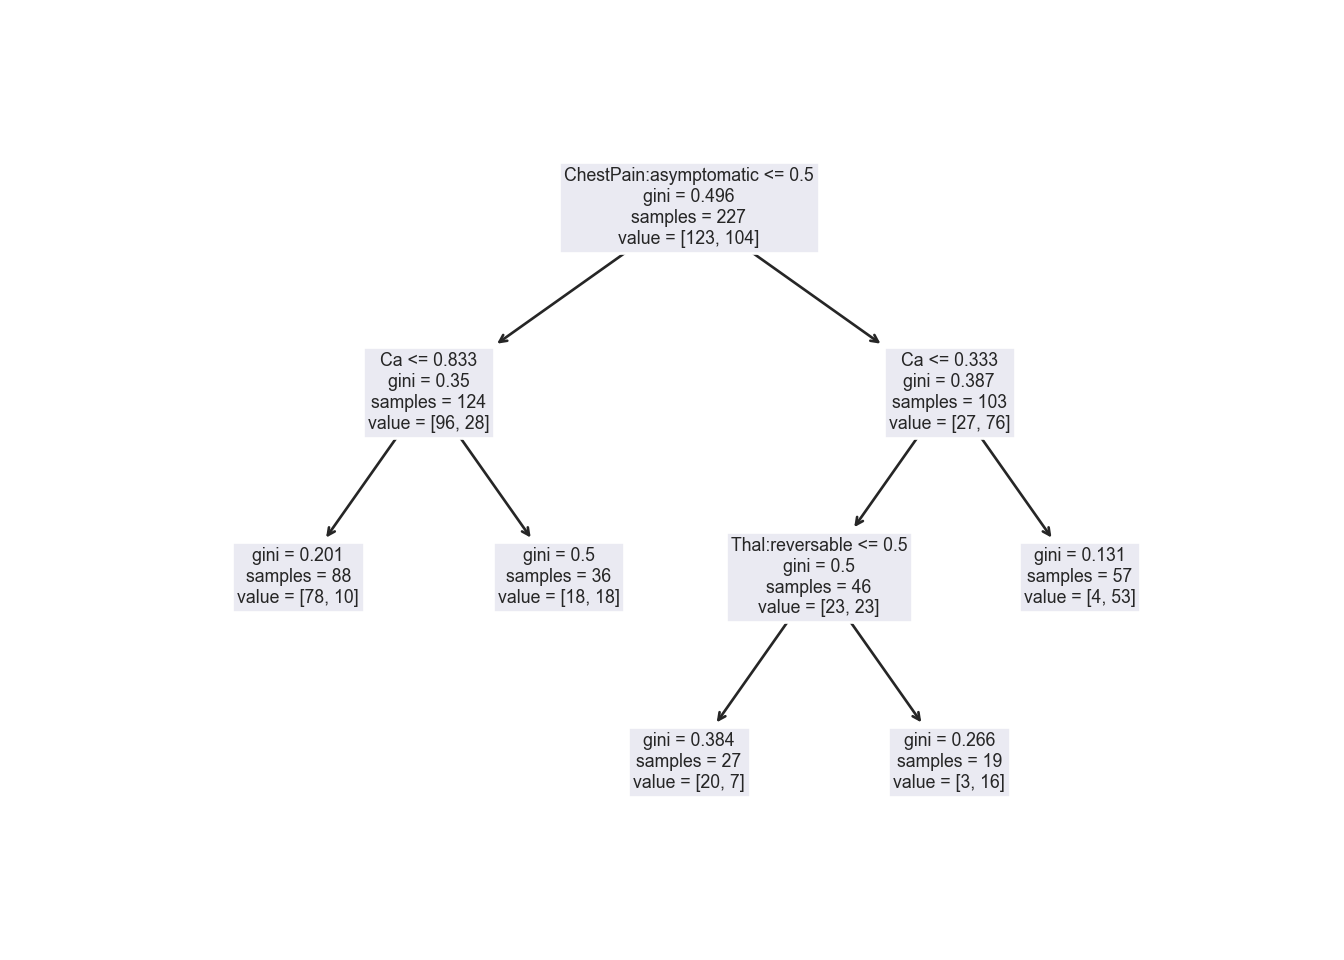 ChestPain:asymptomatic <= 0.5
gini = 0.496
samples = 227
value = [123, 104]
Ca <= 0.833
gini = 0.35
samples = 124
value = [96, 28]
Ca <= 0.333
gini = 0.387
samples = 103
value = [27, 76]
gini = 0.201
samples = 88
value = [78, 10]
gini = 0.5
samples = 36
value = [18, 18]
Thal:reversable <= 0.5
gini = 0.5
samples = 46
value = [23, 23]
gini = 0.131
samples = 57
value = [4, 53]
gini = 0.384
samples = 27
value = [20, 7]
gini = 0.266
samples = 19
value = [3, 16]